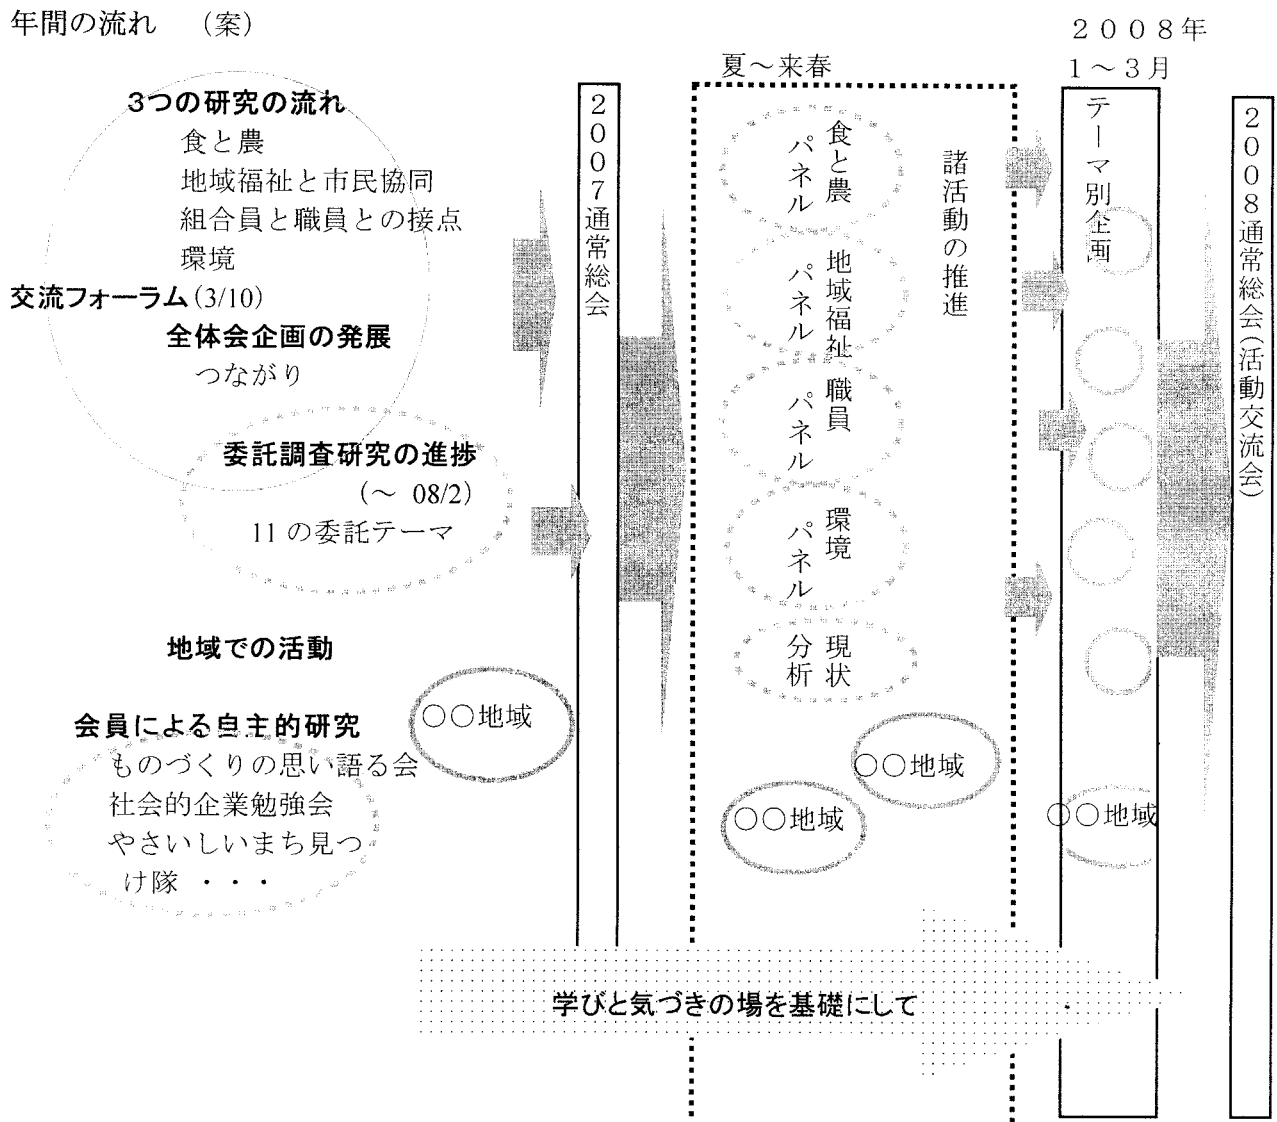 年間の流れ （案）
3つの研究の流れ
食と農
地域福祉と市民協同
組合員と職員との接点
環境
交流フォーラム(3/10)
全体会企画の発展
つながり
委託調査研究の進捗
(～ 08/2)
11 の委託テーマ
地域での活動
○○地域
会員による自主的研究
ものづくりの思い語る会
社会的企業勉強会
やさいしいまち見つ
け隊 ・・・
2007通常総会
夏～来春
食と農
パネル
地域福祉
パネル
職員
パネル
環境
パネル
現状
分析
諸活動の推進
○○地域
○○地域
2008年
1～3月
テーマ別企画
○○地域
2008通常総会(活動交流会)
学びと気づきの場を基礎にして